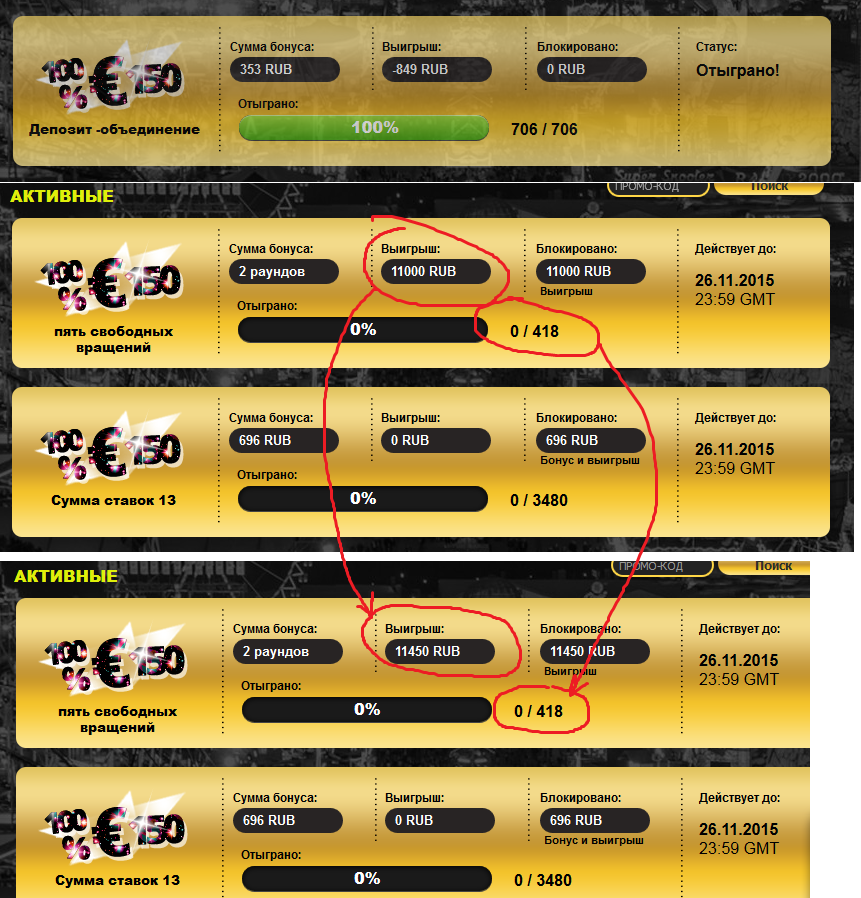 Сумма бонуса: Выигрыш: Блокировано: Статус:
353 RUB -849 RUB 0 RUB Отыграно!
100 % € 150
Отыграно:
Депозит -объединение 100% 706 / 706
АКТИВНЫЕ ПРОМО-КОД Поиск
Сумма бонуса: Выигрыш: Блокировано: Действует до:
2 раундов 11000 RUB 11000 RUB 26.11.2015
100 % € 150 Выигрыш 23:59 GMT
Отыграно:
0% 0 / 418
пять свободных
вращений
Сумма бонуса: Выигрыш: Блокировано: Действует до:
696 RUB 0 RUB 696 RUB 26.11.2015
100 % € 150 Бонус и выигрыш 23:59 GMT
Отыграно:
Сумма ставок 13 0% 0 / 3480
АКТИВНЫЕ ПРОМО-КОД Поиск
Сумма бонуса: Выигрыш: Блокировано: Действует до:
2 раундов 11450 RUB 11450 RUB 26.11.2015
100 % € 150 Выигрыш 23:59 GMT
Отыграно:
0% 0 / 418
пять свободных
вращений
Сумма бонуса: Выигрыш: Блокировано: Действует до:
696 RUB 0 RUB 696 RUB 26.11.2015
100 % € 150 Бонус и выигрыш 23:59 GMT
Отыграно:
Сумма ставок 13 0% 0 / 3480